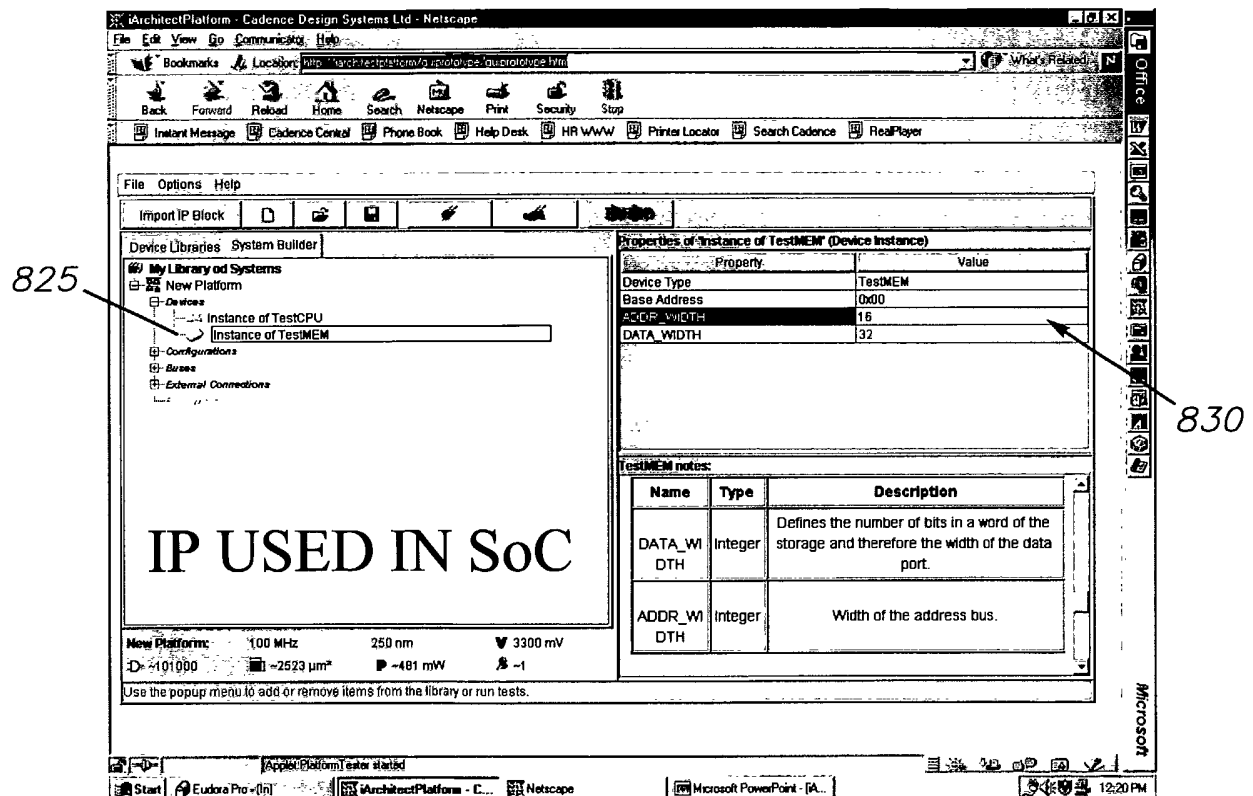 iArchitectPlatform - Cadence Design Systems Ltd - Netscape
File Edit View Go Communicator Help
Bookmarks Location: What's Related
Back Forward Reload Home Search Netscape Print Security Stop
Instant Message Cadence Central Phone Book Help Desk HR WWW Printer Locator Search Cadence RealPlayer
Office
File Options Help
Import IP Block
Device Libraries System Builder
My Library od Systems
New Platform
Devices
Instance of TestCPU
Instance of TestMEM
Configurations
Buses
External Connections
825
IP USED IN SoC
Properties of 'Instance of TestMEM' (Device Instance)
Property Value
Device Type TestMEM
Base Address 0x00
ADDR_WIDTH 16
DATA_WIDTH 32
830
TestMEM notes:
Name Type Description
DATA_WI
DTH Integer Defines the number of bits in a word of the
storage and therefore the width of the data
port.
ADDR_WI
DTH Integer Width of the address bus.
New Platform: 100 MHz 250 nm 3300 mV
~101000 ~2523 µm² P ~481 mW ~1
Use the popup menu to add or remove items from the library or run tests.
Microsoft
Applet PlatformTester started
Start Eudora Pro - [In] iArchitectPlatform - C... Netscape Microsoft PowerPoint - [iA... 12:20 PM